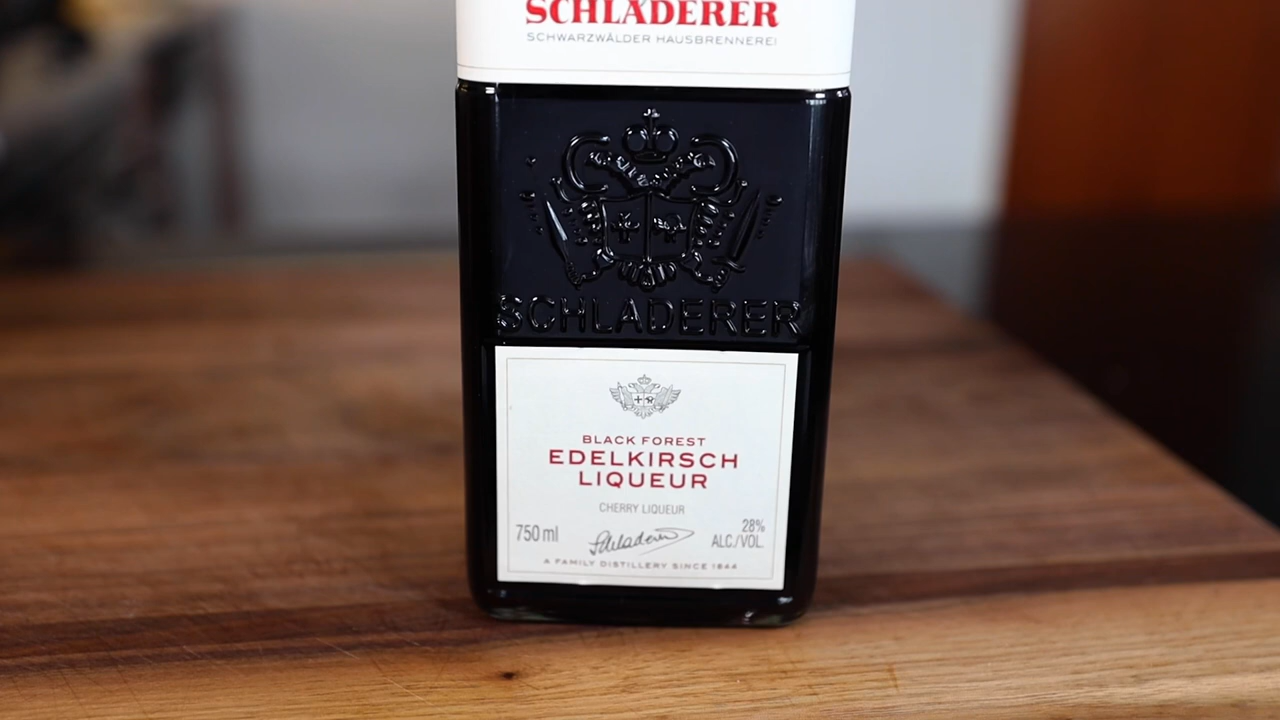 SCHLADERER
SCHWARZWÄLDER HAUSBRENNEREI
SCHLADERER
BLACK FOREST
EDELKIRSCH
LIQUEUR
CHERRY LIQUEUR
750 ml
28%
ALC./VOL.
Schladerer
A FAMILY DISTILLERY SINCE 1844